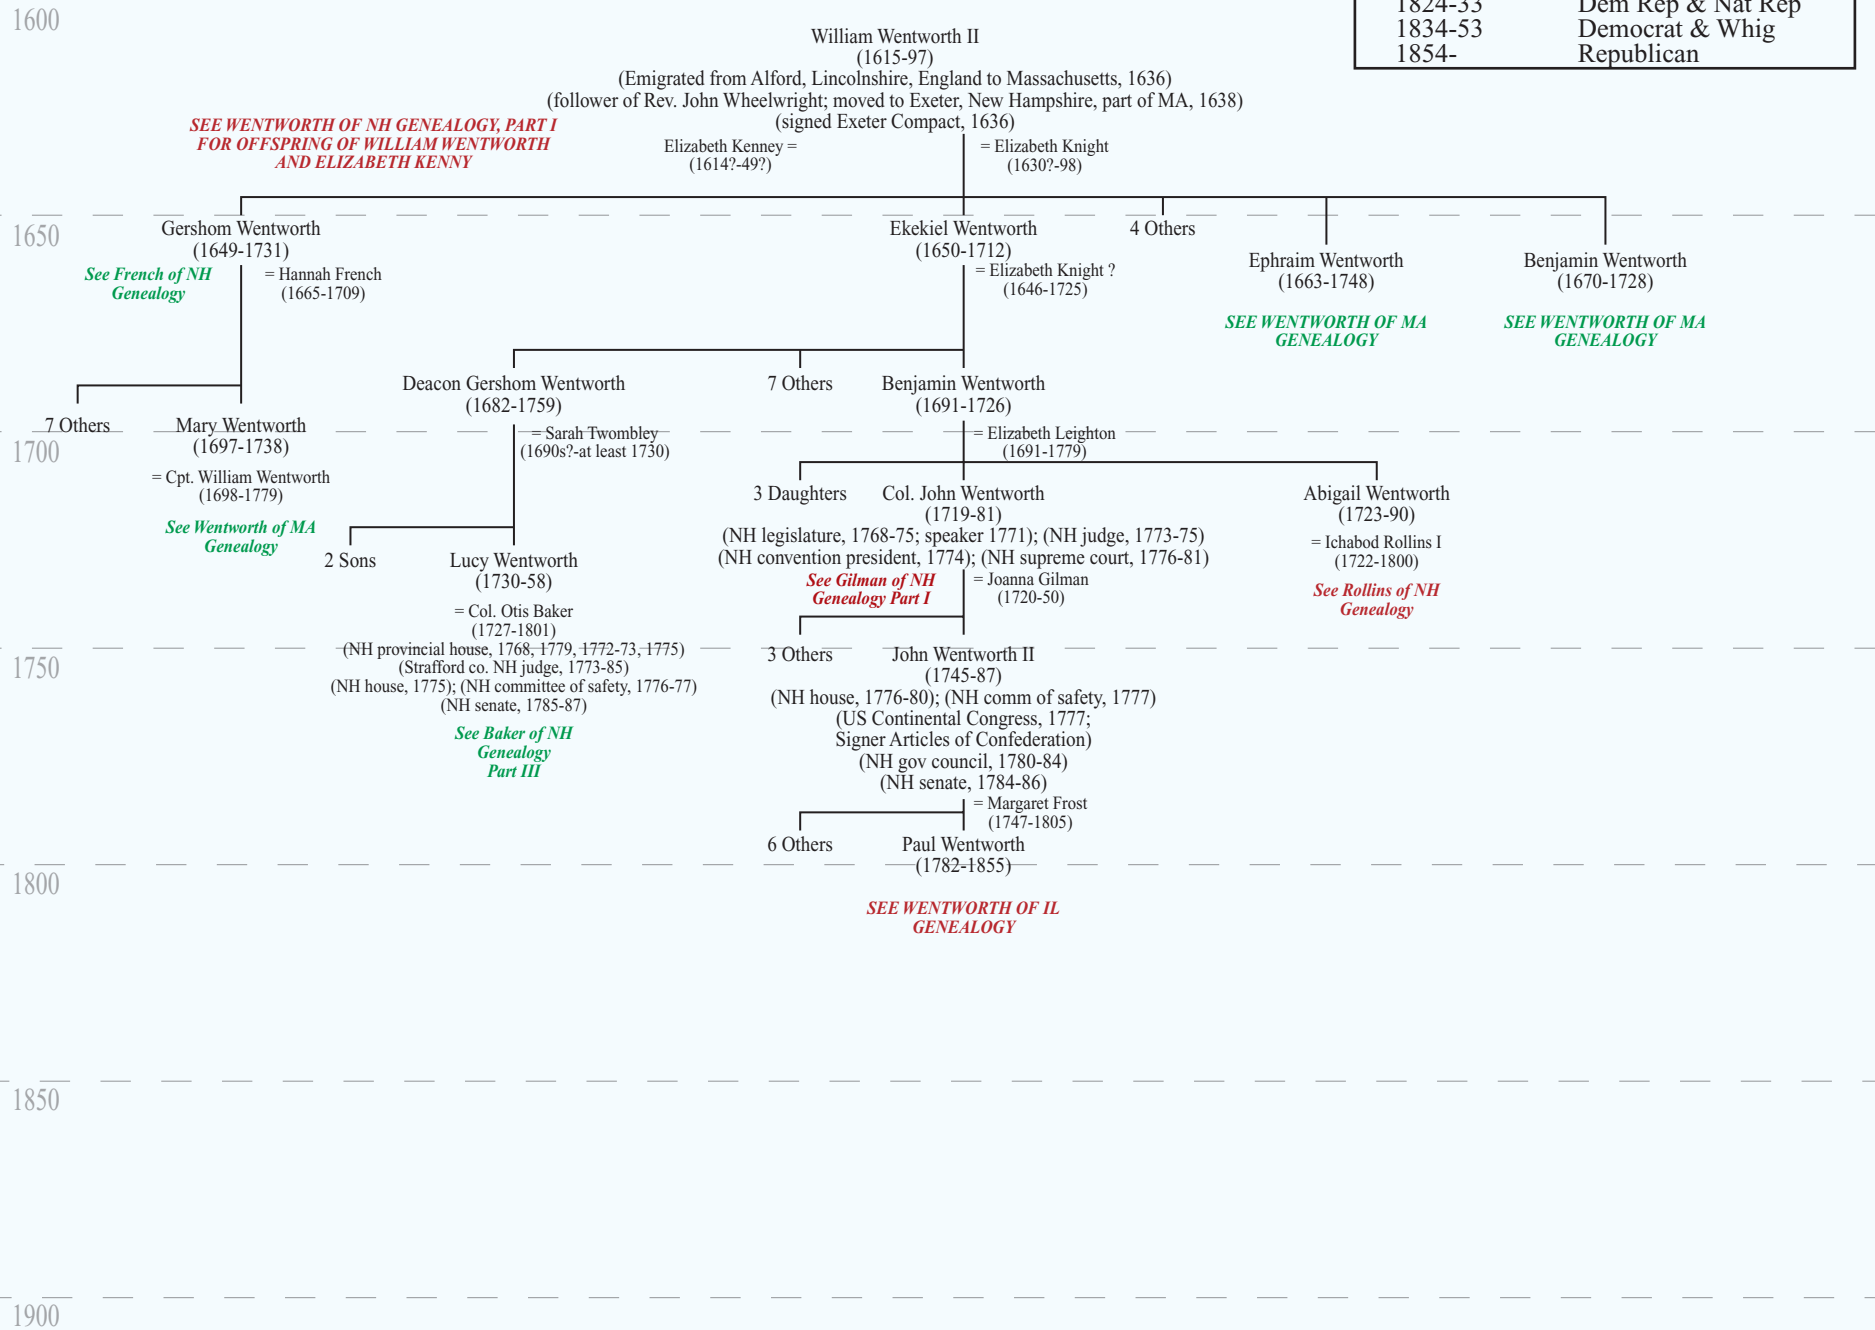 1600
1824-33 Dem Rep & Nat Rep
1834-53 Democrat & Whig
1854- Republican
William Wentworth II
(1615-97)
(Emigrated from Alford, Lincolnshire, England to Massachusetts, 1636)
(follower of Rev. John Wheelwright; moved to Exeter, New Hampshire, part of MA, 1638)
(signed Exeter Compact, 1636)
SEE WENTWORTH OF NH GENEALOGY, PART I
FOR OFFSPRING OF WILLIAM WENTWORTH
AND ELIZABETH KENNY
Elizabeth Kenney =
(1614?-49?)
= Elizabeth Knight
(1630?-98)
1650
Gershom Wentworth
(1649-1731)
See French of NH
Genealogy
= Hannah French
(1665-1709)
Ekekiel Wentworth
(1650-1712)
= Elizabeth Knight ?
(1646-1725)
4 Others
Ephraim Wentworth
(1663-1748)
SEE WENTWORTH OF MA
GENEALOGY
Benjamin Wentworth
(1670-1728)
SEE WENTWORTH OF MA
GENEALOGY
7 Others
Mary Wentworth
(1697-1738)
= Cpt. William Wentworth
(1698-1779)
See Wentworth of MA
Genealogy
Deacon Gershom Wentworth
(1682-1759)
= Sarah Twombley
(1690s?-at least 1730)
7 Others
Benjamin Wentworth
(1691-1726)
= Elizabeth Leighton
(1691-1779)
1700
2 Sons
Lucy Wentworth
(1730-58)
= Col. Otis Baker
(1727-1801)
(NH provincial house, 1768, 1779, 1772-73, 1775)
(Strafford co. NH judge, 1773-85)
(NH house, 1775); (NH committee of safety, 1776-77)
(NH senate, 1785-87)
See Baker of NH
Genealogy
Part III
3 Daughters
Col. John Wentworth
(1719-81)
(NH legislature, 1768-75; speaker 1771); (NH judge, 1773-75)
(NH convention president, 1774); (NH supreme court, 1776-81)
See Gilman of NH
Genealogy Part I
= Joanna Gilman
(1720-50)
Abigail Wentworth
(1723-90)
= Ichabod Rollins I
(1722-1800)
See Rollins of NH
Genealogy
1750
3 Others
John Wentworth II
(1745-87)
(NH house, 1776-80); (NH comm of safety, 1777)
(US Continental Congress, 1777;
Signer Articles of Confederation)
(NH gov council, 1780-84)
(NH senate, 1784-86)
= Margaret Frost
(1747-1805)
6 Others
Paul Wentworth
(1782-1855)
1800
SEE WENTWORTH OF IL
GENEALOGY
1850
1900